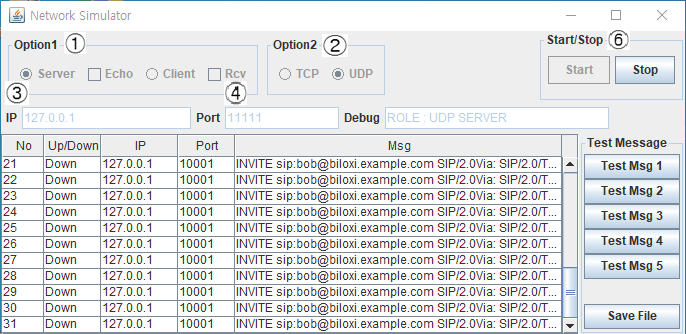 Network Simulator
Option1 ① Option2 ② Start/Stop ⑥
Server Echo Client Rcv TCP UDP Start Stop
③ ④
IP 127.0.0.1 Port 11111 Debug ROLE : UDP SERVER
No Up/Down IP Port Msg Test Message
21 Down 127.0.0.1 10001 INVITE sip:bob@biloxi.example.com SIP/2.0Via: SIP/2.0/T... Test Msg 1
22 Down 127.0.0.1 10001 INVITE sip:bob@biloxi.example.com SIP/2.0Via: SIP/2.0/T...
23 Down 127.0.0.1 10001 INVITE sip:bob@biloxi.example.com SIP/2.0Via: SIP/2.0/T... Test Msg 2
24 Down 127.0.0.1 10001 INVITE sip:bob@biloxi.example.com SIP/2.0Via: SIP/2.0/T... Test Msg 3
25 Down 127.0.0.1 10001 INVITE sip:bob@biloxi.example.com SIP/2.0Via: SIP/2.0/T...
26 Down 127.0.0.1 10001 INVITE sip:bob@biloxi.example.com SIP/2.0Via: SIP/2.0/T... Test Msg 4
27 Down 127.0.0.1 10001 INVITE sip:bob@biloxi.example.com SIP/2.0Via: SIP/2.0/T... Test Msg 5
28 Down 127.0.0.1 10001 INVITE sip:bob@biloxi.example.com SIP/2.0Via: SIP/2.0/T...
29 Down 127.0.0.1 10001 INVITE sip:bob@biloxi.example.com SIP/2.0Via: SIP/2.0/T...
30 Down 127.0.0.1 10001 INVITE sip:bob@biloxi.example.com SIP/2.0Via: SIP/2.0/T... Save File
31 Down 127.0.0.1 10001 INVITE sip:bob@biloxi.example.com SIP/2.0Via: SIP/2.0/T...